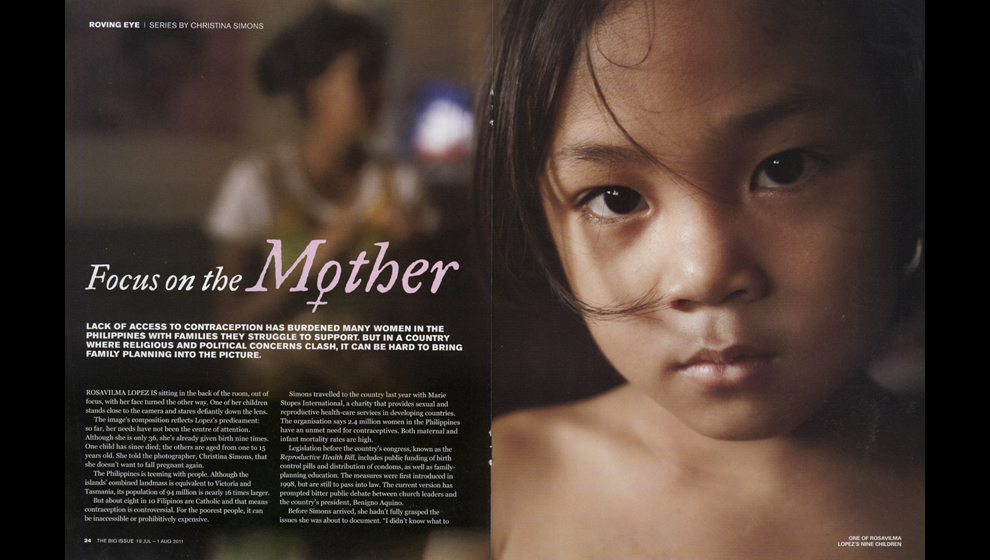 ROVING EYE | SERIES BY CHRISTINA SIMONS
Focus on the Mother
LACK OF ACCESS TO CONTRACEPTION HAS BURDENED MANY WOMEN IN THE
PHILIPPINES WITH FAMILIES THEY STRUGGLE TO SUPPORT. BUT IN A COUNTRY
WHERE RELIGIOUS AND POLITICAL CONCERNS CLASH, IT CAN BE HARD TO BRING
FAMILY PLANNING INTO THE PICTURE.
ROSAVILMA LOPEZ IS sitting in the back of the room, out of
focus, with her face turned the other way. One of her children
stands close to the camera and stares defiantly down the lens.
The image's composition reflects Lopez's predicament:
so far, her needs have not been the centre of attention.
Although she is only 36, she's already given birth nine times.
One child has since died; the others are aged from one to 15
years old. She told the photographer, Christina Simons, that
she doesn't want to fall pregnant again.
The Philippines is teeming with people. Although the
islands' combined landmass is equivalent to Victoria and
Tasmania, its population of 94 million is nearly 16 times larger.
But about eight in 10 Filipinos are Catholic and that means
contraception is controversial. For the poorest people, it can
be inaccessible or prohibitively expensive.
Simons travelled to the country last year with Marie
Stopes International, a charity that provides sexual and
reproductive health-care services in developing countries.
The organisation says 2.4 million women in the Philippines
have an unmet need for contraceptives. Both maternal and
infant mortality rates are high.
Legislation before the country's congress, known as the
Reproductive Health Bill, includes public funding of birth
control pills and distribution of condoms, as well as family-
planning education. The measures were first introduced in
1998, but are still to pass into law. The current version has
prompted bitter public debate between church leaders and
the country's president, Benigno Aquino.
Before Simons arrived, she hadn't fully grasped the
issues she was about to document. "I didn't know what to
24 THE BIG ISSUE 19 JUL – 1 AUG 2011
ONE OF ROSAVILMA
LOPEZ'S NINE CHILDREN